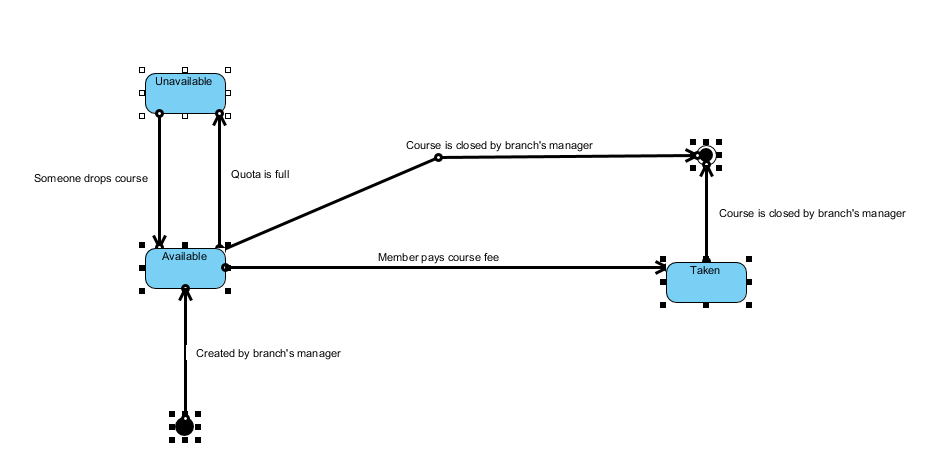 Unavailable
Course is closed by branch's manager
Someone drops course
Quota is full
Course is closed by branch's manager
Available
Member pays course fee
Taken
Created by branch's manager